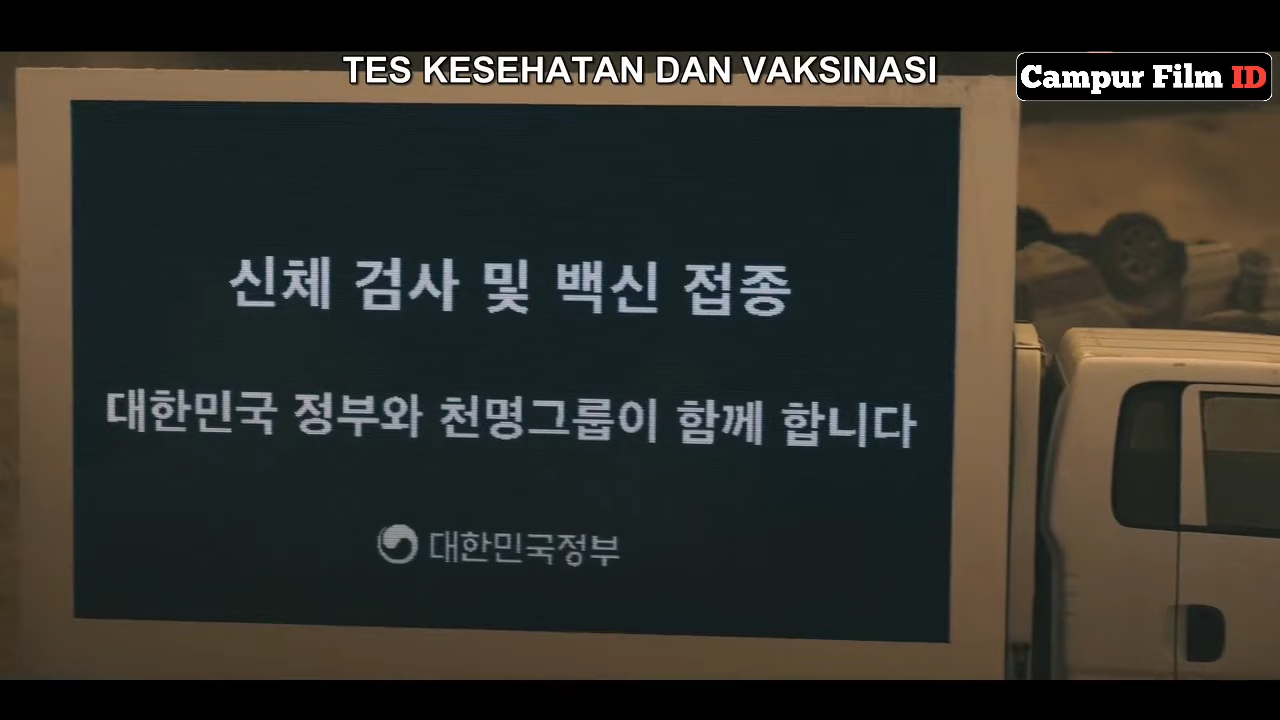 TES KESEHATAN DAN VAKSINASI
Campur Film ID
신체 검사 및 백신 접종
대한민국 정부와 천명그룹이 함께 합니다
대한민국정부